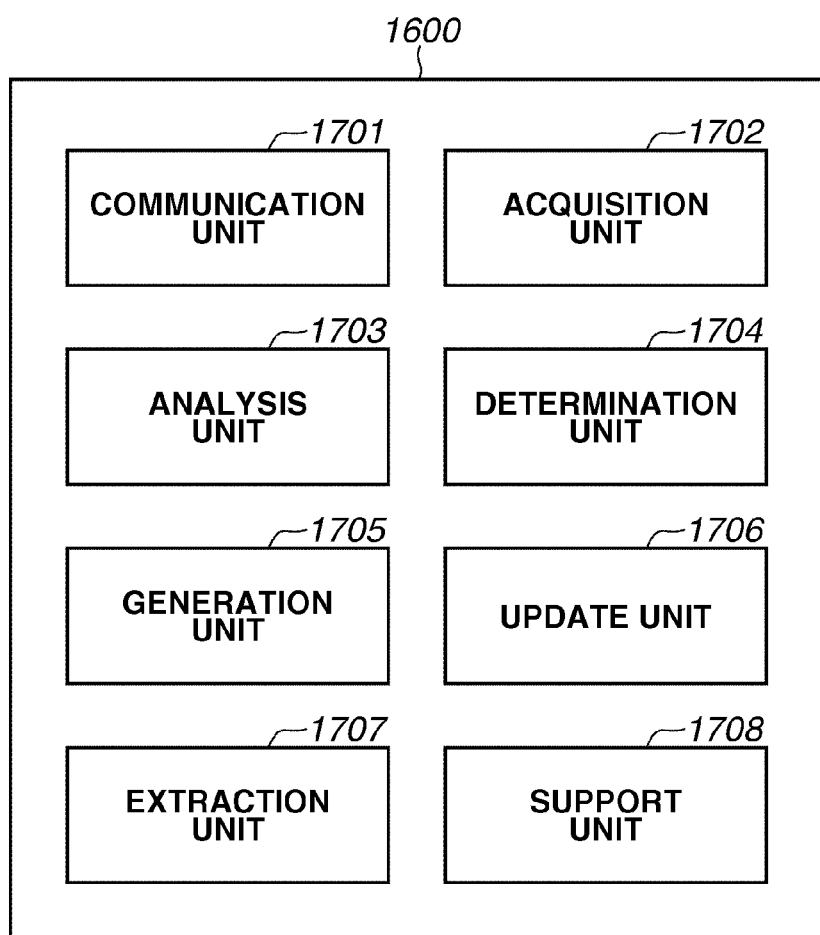 1600
1701
COMMUNICATION
UNIT
1702
ACQUISITION
UNIT
1703
ANALYSIS
UNIT
1704
DETERMINATION
UNIT
1705
GENERATION
UNIT
1706
UPDATE UNIT
1707
EXTRACTION
UNIT
1708
SUPPORT
UNIT